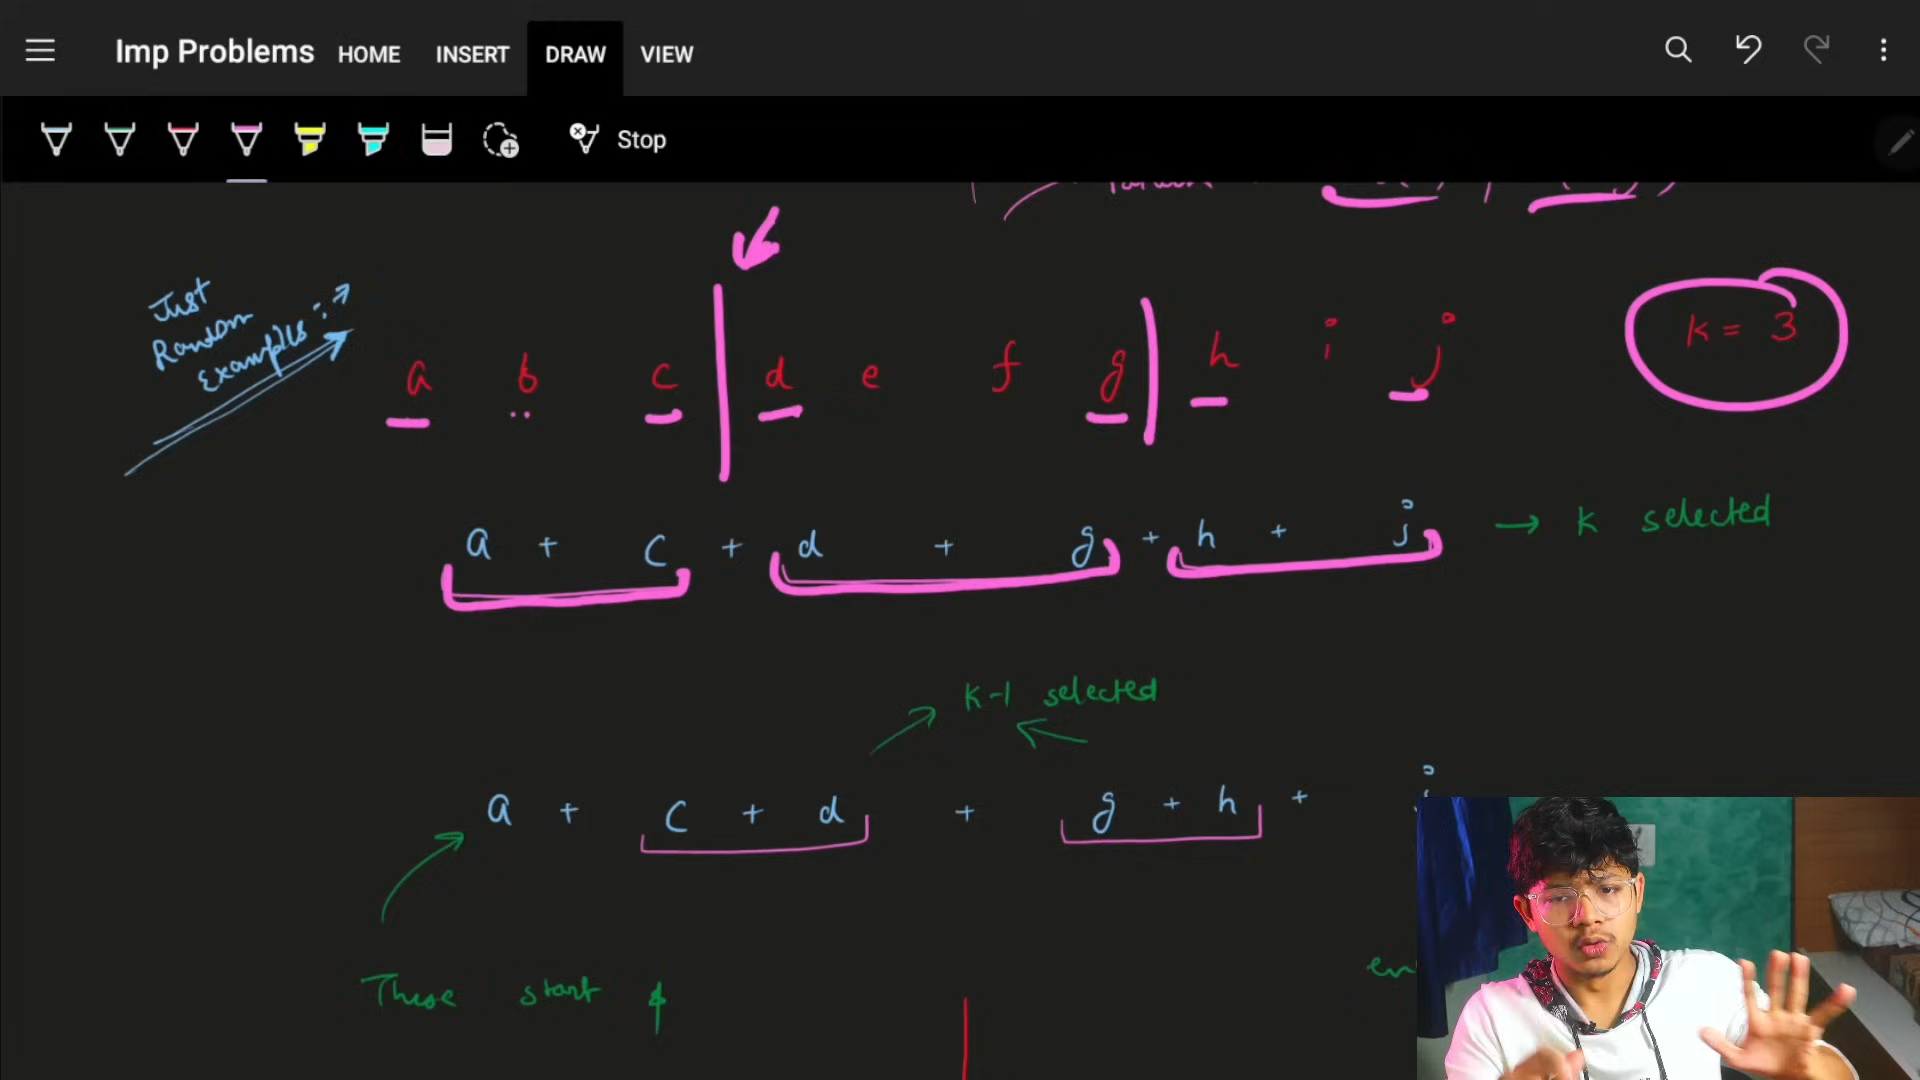 Imp Problems HOME INSERT DRAW VIEW
Stop
Just
Random
Examples :→
a b c d e f g h i j
k = 3
a + c + d + g + h + j → k selected
k-1 selected
a + c + d + g + h + j
These start &